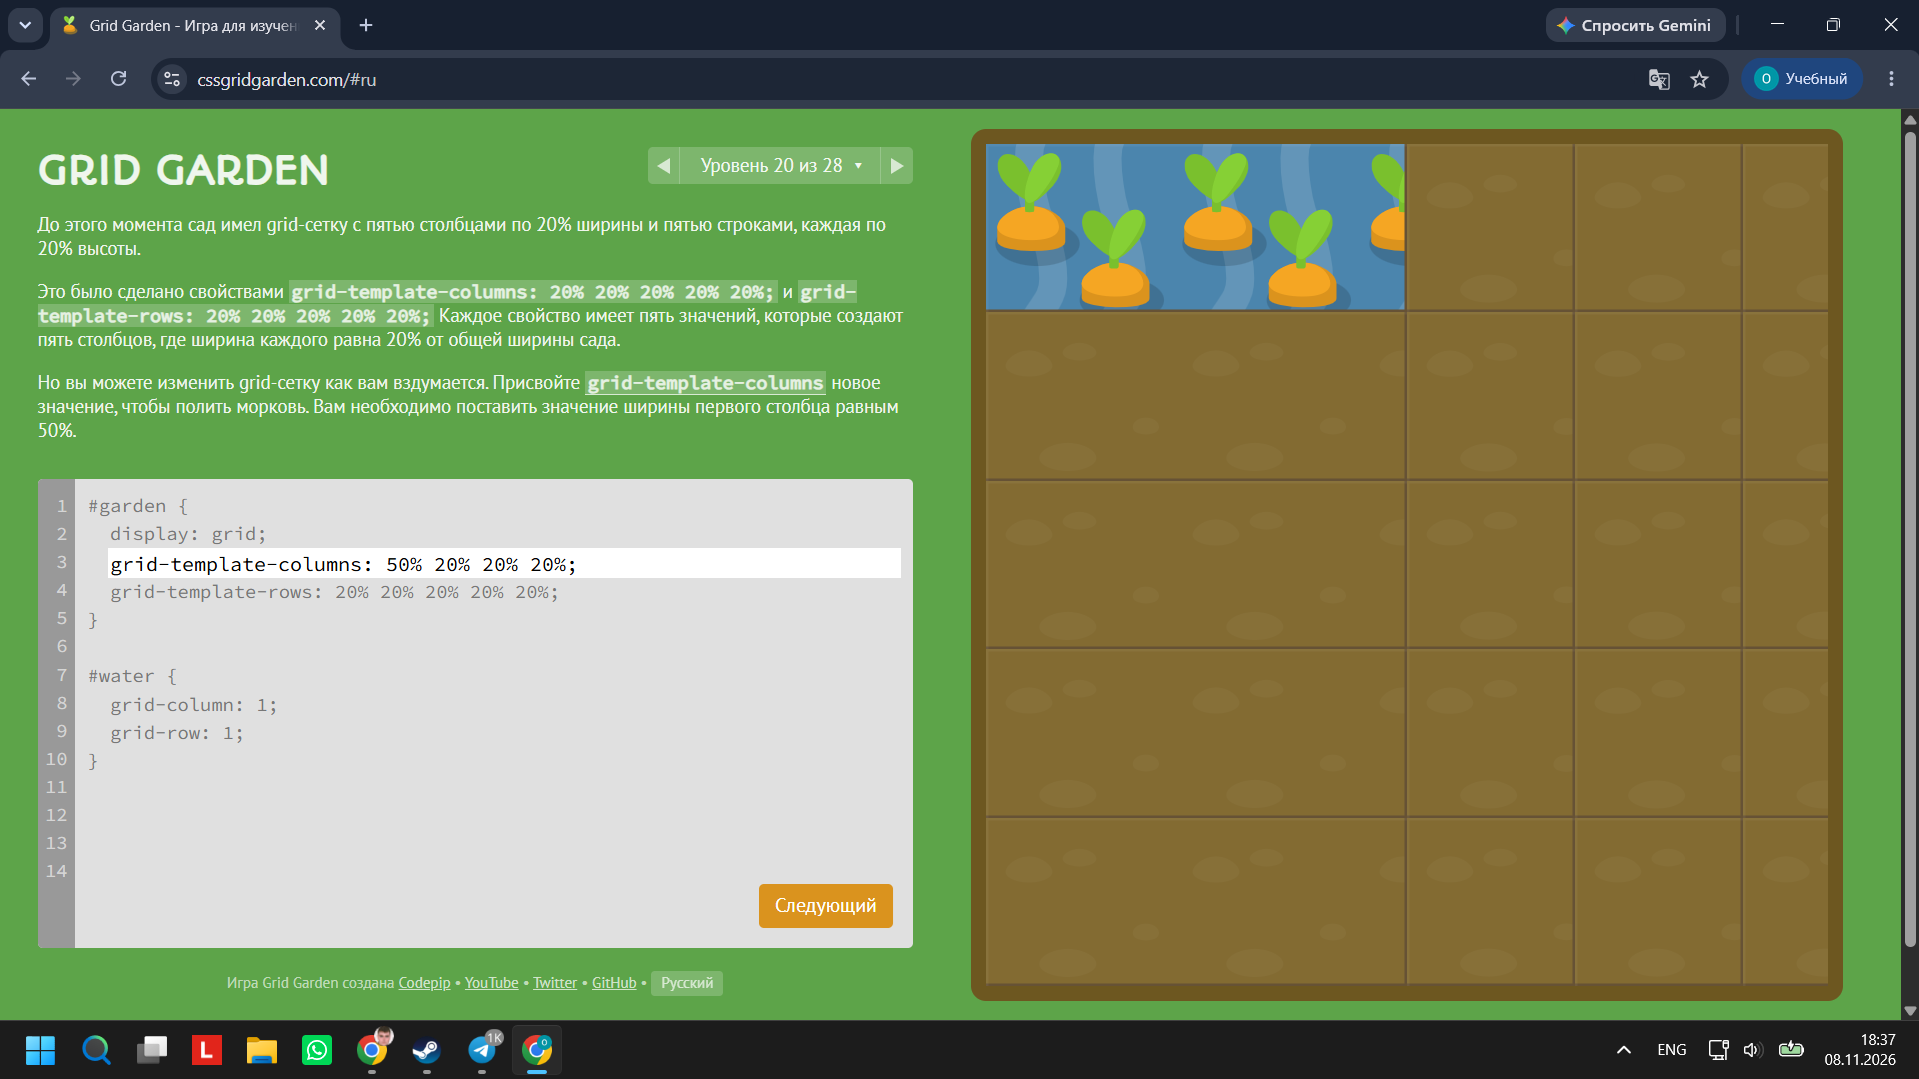 Grid Garden - Игра для изучен
Спросить Gemini
cssgridgarden.com/#ru
O Учебный
GRID GARDEN
Уровень 20 из 28
До этого момента сад имел grid-сетку с пятью столбцами по 20% ширины и пятью строками, каждая по
20% высоты.
Это было сделано свойствами grid-template-columns: 20% 20% 20% 20% 20%; и grid-
template-rows: 20% 20% 20% 20% 20%; Каждое свойство имеет пять значений, которые создают
пять столбцов, где ширина каждого равна 20% от общей ширины сада.
Но вы можете изменить grid-сетку как вам вздумается. Присвойте grid-template-columns новое
значение, чтобы полить морковь. Вам необходимо поставить значение ширины первого столбца равным
50%.
1 #garden {
2 display: grid;
3 grid-template-columns: 50% 20% 20% 20%;
4 grid-template-rows: 20% 20% 20% 20% 20%;
5 }
6
7 #water {
8 grid-column: 1;
9 grid-row: 1;
10 }
11
12
13
14
Следующий
Игра Grid Garden создана Codepip • YouTube • Twitter • GitHub • Русский
L
1K
O
ENG
18:37
08.11.2026